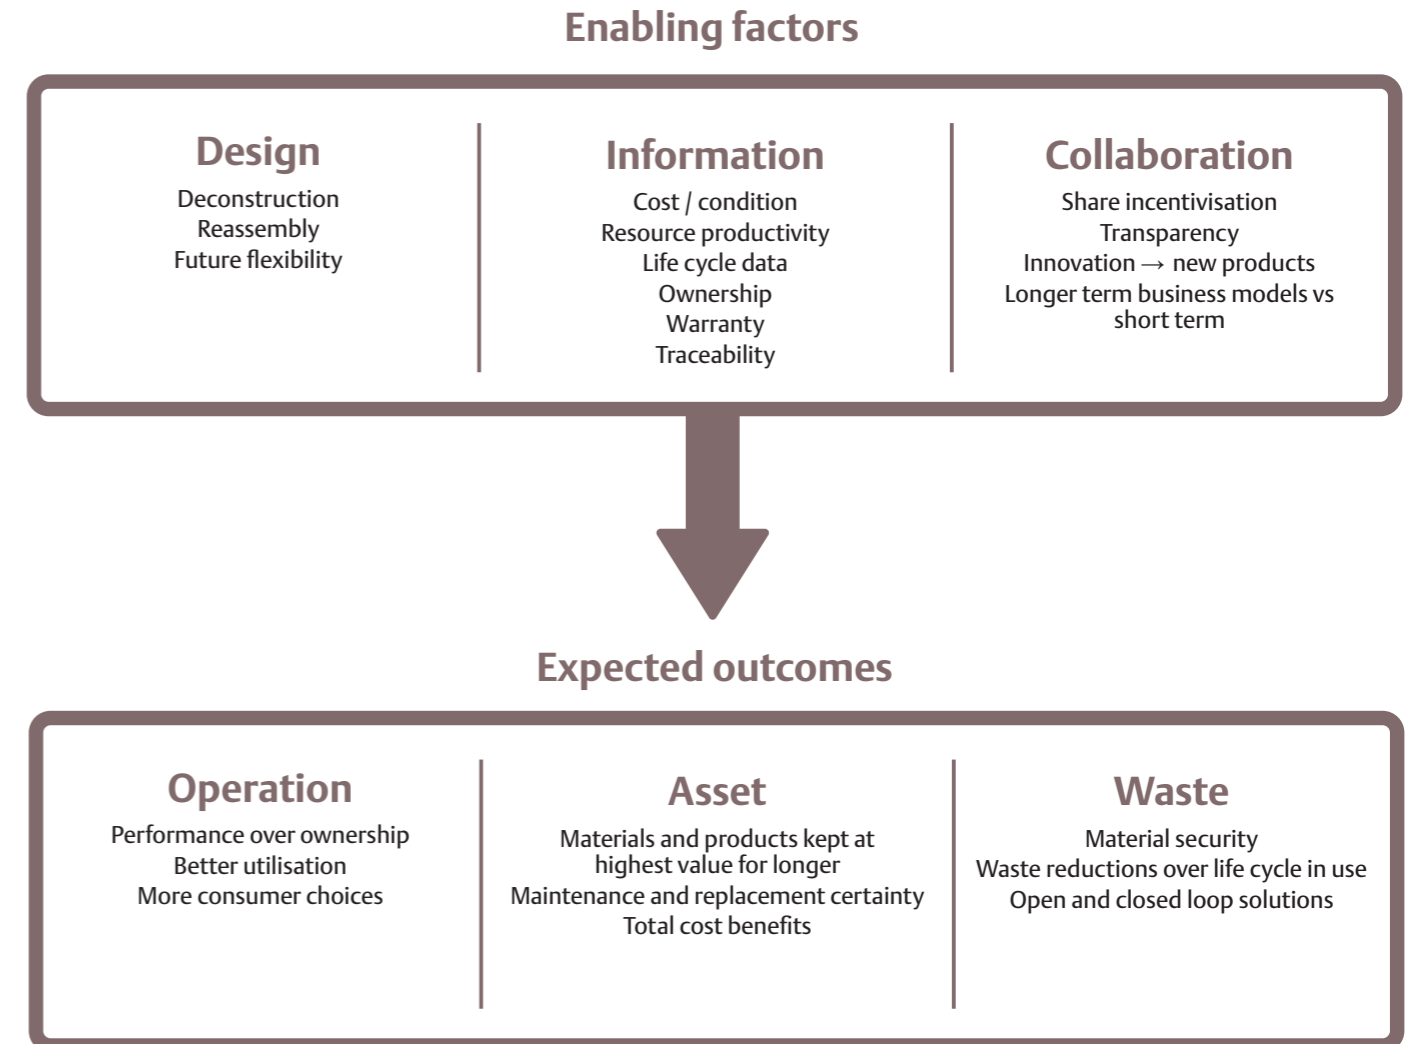 Enabling factors
Design
Deconstruction
Reassembly
Future flexibility
Information
Cost / condition
Resource productivity
Life cycle data
Ownership
Warranty
Traceability
Collaboration
Share incentivisation
Transparency
Innovation → new products
Longer term business models vs
short term
Expected outcomes
Operation
Performance over ownership
Better utilisation
More consumer choices
Asset
Materials and products kept at
highest value for longer
Maintenance and replacement certainty
Total cost benefits
Waste
Material security
Waste reductions over life cycle in use
Open and closed loop solutions